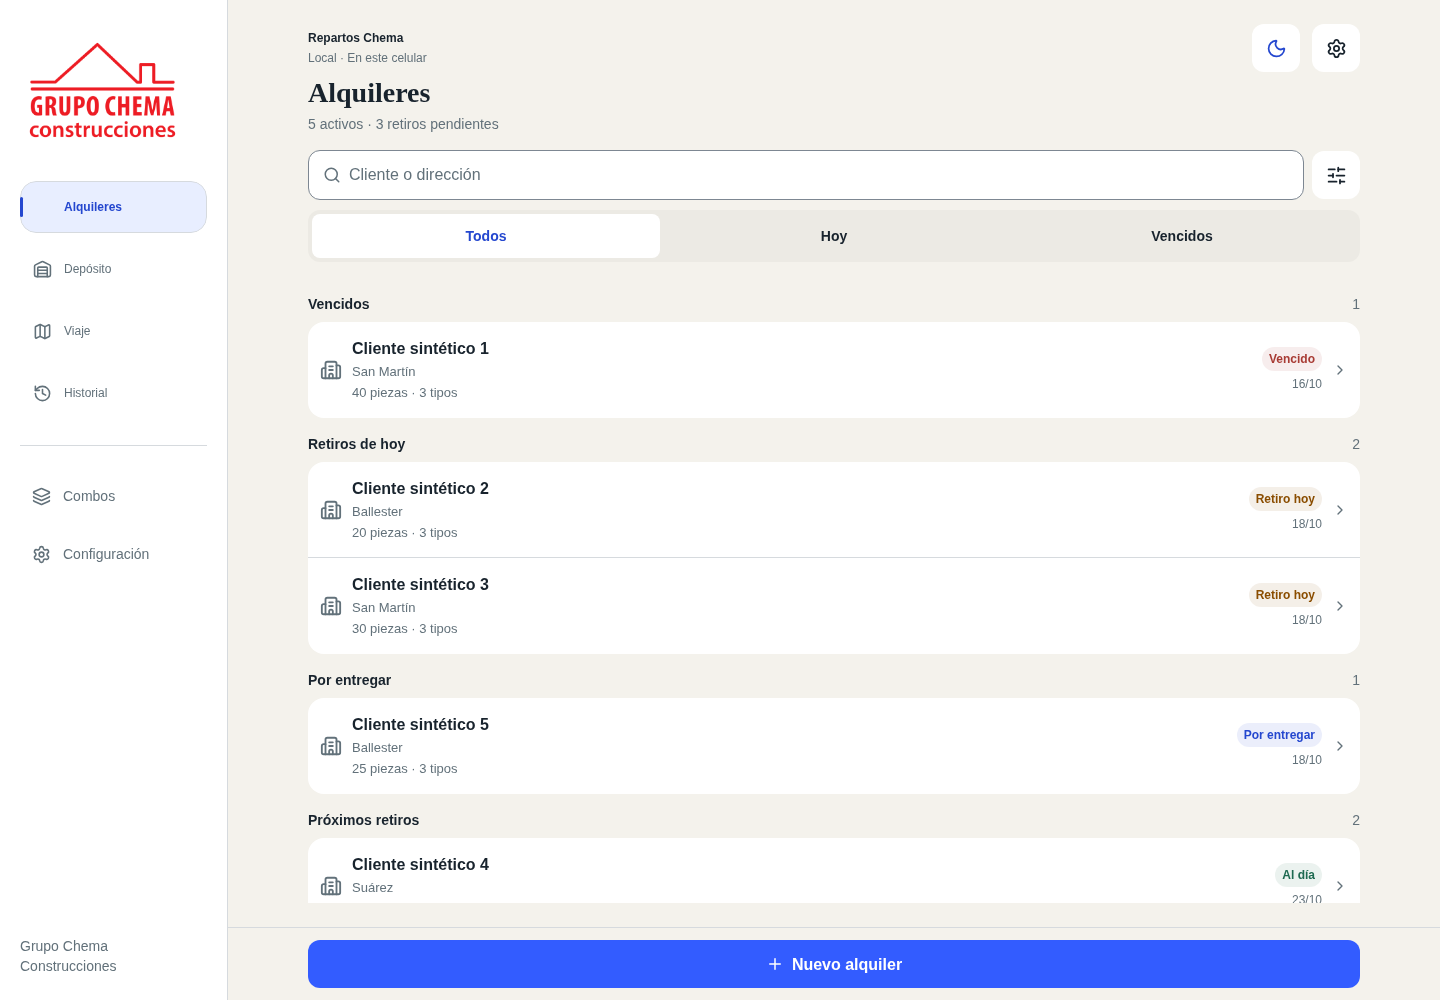 GRUPO CHEMA
construcciones
Alquileres
Depósito
Viaje
Historial
Combos
Configuración
Grupo Chema
Construcciones
Repartos Chema
Local · En este celular
Alquileres
5 activos · 3 retiros pendientes
Cliente o dirección
Todos
Hoy
Vencidos
Vencidos
1
Cliente sintético 1
San Martín
40 piezas · 3 tipos
Vencido
16/10
Retiros de hoy
2
Cliente sintético 2
Ballester
20 piezas · 3 tipos
Retiro hoy
18/10
Cliente sintético 3
San Martín
30 piezas · 3 tipos
Retiro hoy
18/10
Por entregar
1
Cliente sintético 5
Ballester
25 piezas · 3 tipos
Por entregar
18/10
Próximos retiros
2
Cliente sintético 4
Suárez
Al día
23/10
Nuevo alquiler